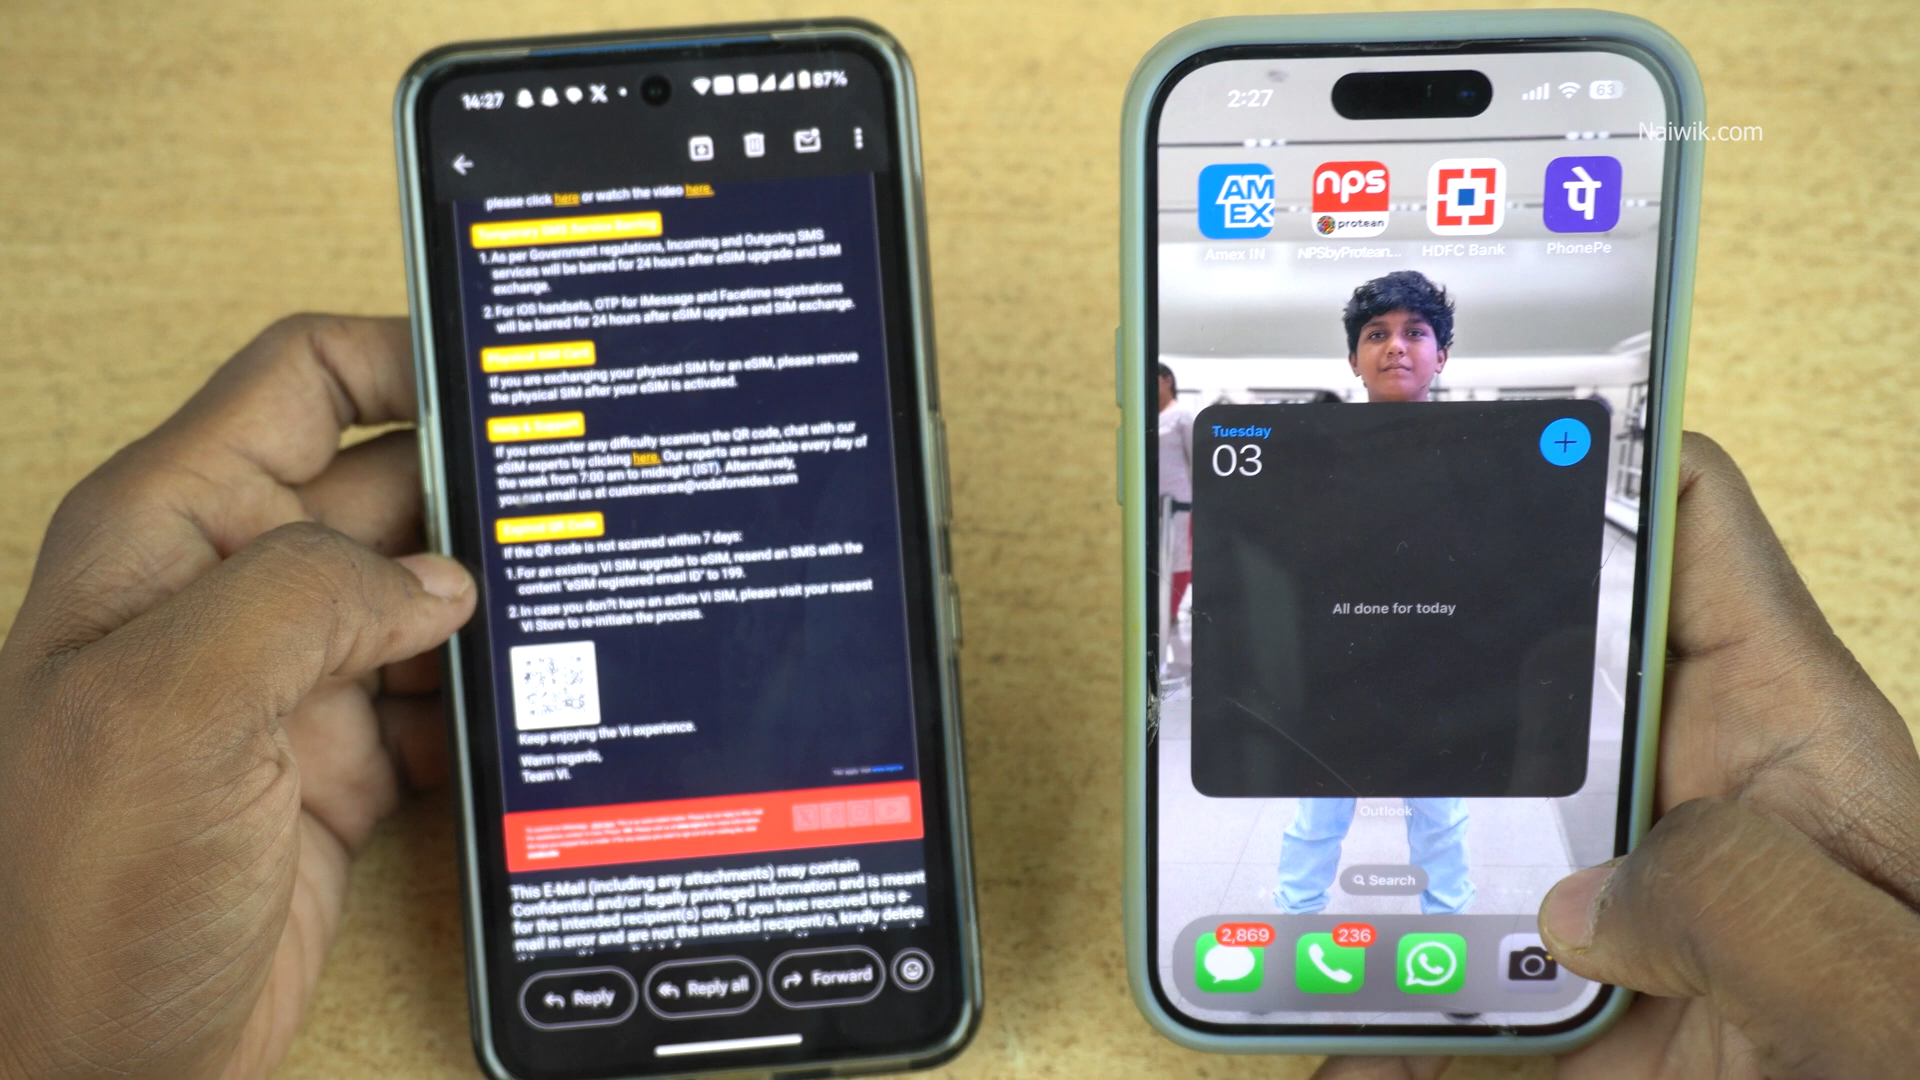 14:27
87%
please click here or watch the video here.
Temporary SMS Service Barring
1. As per Government regulations, Incoming and Outgoing SMS
services will be barred for 24 hours after eSIM upgrade and SIM
exchange.
2. For iOS handsets, OTP for iMessage and Facetime registrations
will be barred for 24 hours after eSIM upgrade and SIM exchange.
Physical SIM Card
If you are exchanging your physical SIM for an eSIM, please remove
the physical SIM after your eSIM is activated.
Help & Support
If you encounter any difficulty scanning the QR code, chat with our
eSIM experts by clicking here. Our experts are available every day of
the week from 7:00 am to midnight (IST). Alternatively,
you can email us at customercare@vodafoneidea.com
Expired QR Code
If the QR code is not scanned within 7 days:
1. For an existing Vi SIM upgrade to eSIM, resend an SMS with the
content "eSIM registered email ID" to 199.
2. In case you don?t have an active Vi SIM, please visit your nearest
Vi Store to re-initiate the process.
Keep enjoying the Vi experience.
Warm regards,
Team Vi.
This E-Mail (including any attachments) may contain
Confidential and/or legally privileged Information and is meant
for the intended recipient(s) only. If you have received this e-
mail in error and are not the intended recipient/s, kindly delete
Reply
Reply all
Forward
2:27
63
Naiwik.com
AM
EX
nps
protean
पे
Amex IN
NPSbyProtean...
HDFC Bank
PhonePe
Tuesday
03
All done for today
Outlook
Search
2,869
236